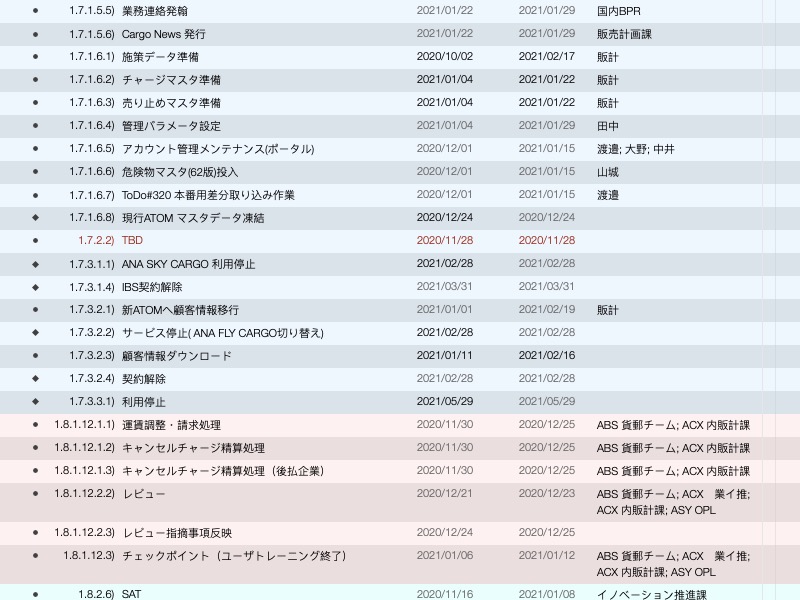 1.7.1.5.5) 業務連絡発翰 2021/01/22 2021/01/29 国内BPR
1.7.1.5.6) Cargo News 発行 2021/01/22 2021/01/29 販売計画課
1.7.1.6.1) 施策データ準備 2020/10/02 2021/02/17 販計
1.7.1.6.2) チャージマスタ準備 2021/01/04 2021/01/22 販計
1.7.1.6.3) 売り止めマスタ準備 2021/01/04 2021/01/22 販計
1.7.1.6.4) 管理パラメータ設定 2021/01/04 2021/01/29 田中
1.7.1.6.5) アカウント管理メンテナンス(ポータル) 2020/12/01 2021/01/15 渡邉; 大野; 中井
1.7.1.6.6) 危険物マスタ(62版)投入 2020/12/01 2021/01/15 山城
1.7.1.6.7) ToDo#320 本番用差分取り込み作業 2020/12/01 2021/01/15 渡邉
1.7.1.6.8) 現行ATOM マスタデータ凍結 2020/12/24 2020/12/24
1.7.2.2) TBD 2020/11/28 2020/11/28
1.7.3.1.1) ANA SKY CARGO 利用停止 2021/02/28 2021/02/28
1.7.3.1.4) IBS契約解除 2021/03/31 2021/03/31
1.7.3.2.1) 新ATOMへ顧客情報移行 2021/01/01 2021/02/19 販計
1.7.3.2.2) サービス停止( ANA FLY CARGO切り替え) 2021/02/28 2021/02/28
1.7.3.2.3) 顧客情報ダウンロード 2021/01/11 2021/02/16
1.7.3.2.4) 契約解除 2021/02/28 2021/02/28
1.7.3.3.1) 利用停止 2021/05/29 2021/05/29
1.8.1.12.1.1) 運賃調整・請求処理 2020/11/30 2020/12/25 ABS 貨郵チーム; ACX 内販計課
1.8.1.12.1.2) キャンセルチャージ精算処理 2020/11/30 2020/12/25 ABS 貨郵チーム; ACX 内販計課
1.8.1.12.1.3) キャンセルチャージ精算処理（後払企業） 2020/11/30 2020/12/25 ABS 貨郵チーム; ACX 内販計課
1.8.1.12.2.2) レビュー 2020/12/21 2020/12/23 ABS 貨郵チーム; ACX　業イ推;
ACX 内販計課; ASY OPL
1.8.1.12.2.3) レビュー指摘事項反映 2020/12/24 2020/12/25
1.8.1.12.3) チェックポイント（ユーザトレーニング終了） 2021/01/06 2021/01/12 ABS 貨郵チーム; ACX　業イ推;
ACX 内販計課; ASY OPL
1.8.2.6) SAT 2020/11/16 2021/01/08 イノベーション推進課